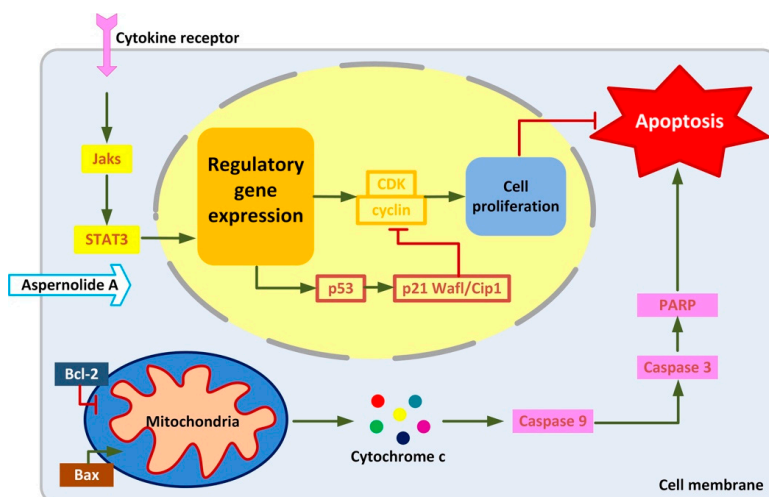 Cytokine receptor
Jaks
STAT3
Aspernolide A
Regulatory
gene
expression
CDK
cyclin
Cell
proliferation
Apoptosis
p53
p21 Wafl/Cip1
PARP
Caspase 3
Caspase 9
Bcl-2
Mitochondria
Bax
Cytochrome c
Cell membrane